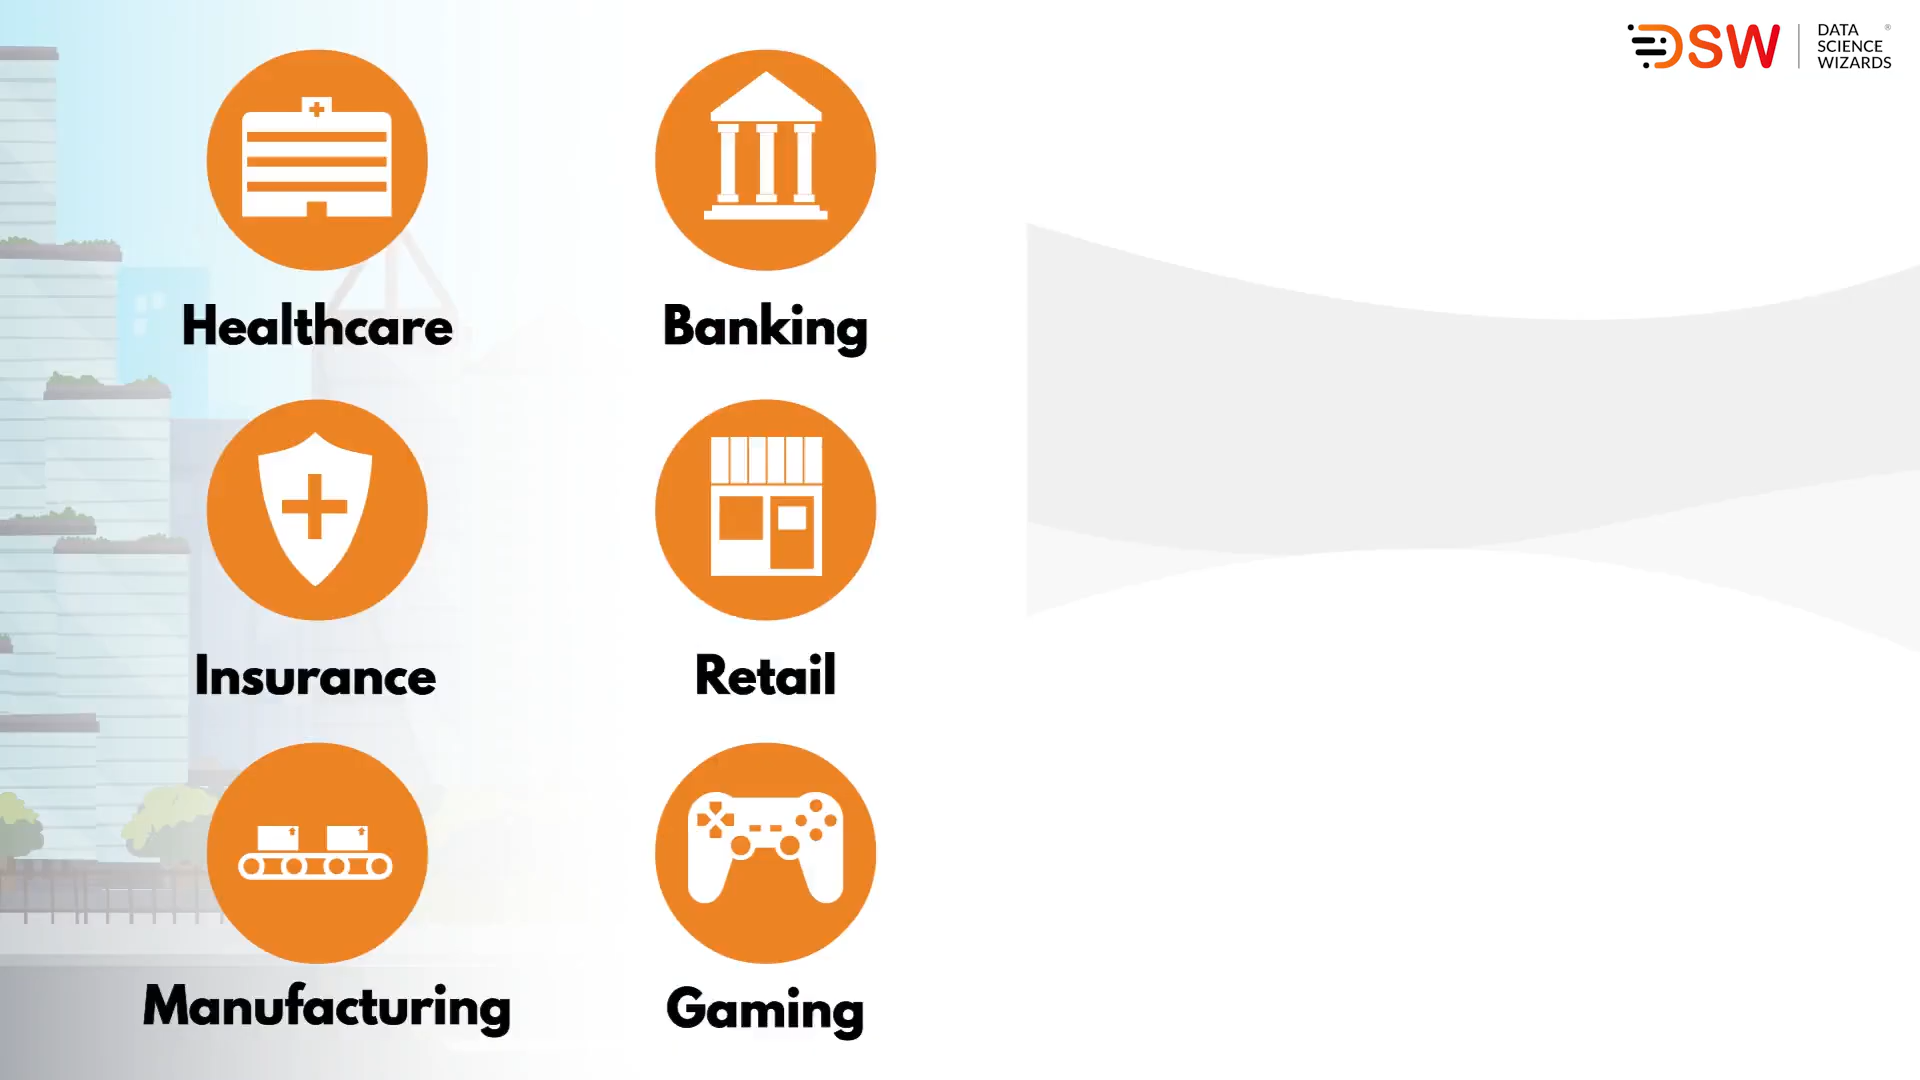 DSW
DATA
SCIENCE
WIZARDS
®
Healthcare
Banking
Insurance
Retail
Manufacturing
Gaming